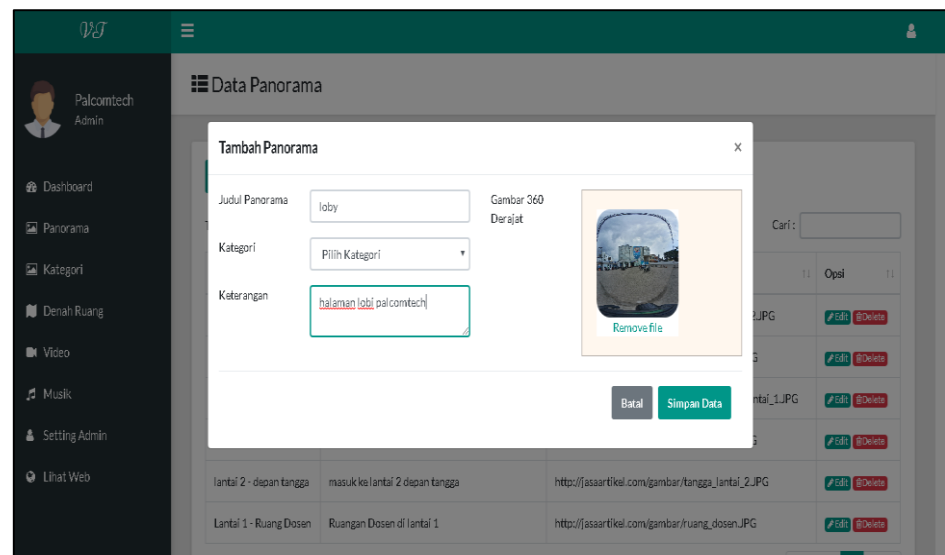 VT
Palcomtech
Admin
Dashboard
Panorama
Kategori
Denah Ruang
Video
Musik
Setting Admin
Lihat Web
Data Panorama
Tambah Panorama
X
Judul Panorama
loby
Kategori
Pilih Kategori
Keterangan
halaman lobi palcomtech
Gambar 360
Derajat
Remove file
Batal
Simpan Data
Cari :
Opsi
2.JPG
Edit Delete
Edit Delete
ntai_1.JPG
Edit Delete
Edit Delete
lantai 2 - depan tangga masuk ke lantai 2 depan tangga http://jasaartikel.com/gambar/tangga_lantai_2.JPG Edit Delete
Lantai 1 - Ruang Dosen Ruangan Dosen di lantai 1 http://jasaartikel.com/gambar/ruang_dosen.JPG Edit Delete